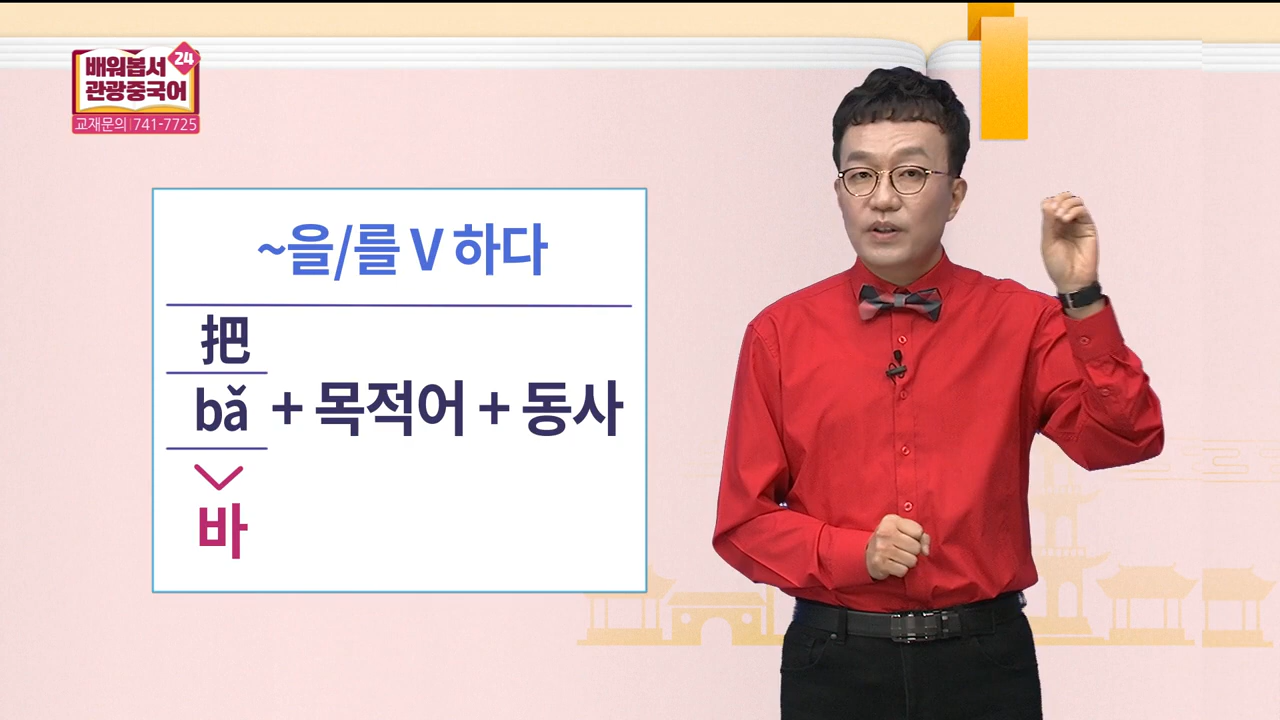 배워봅서 24
관광중국어
교재문의 741-7725
~을/를 V 하다
把
bǎ + 목적어 + 동사
바